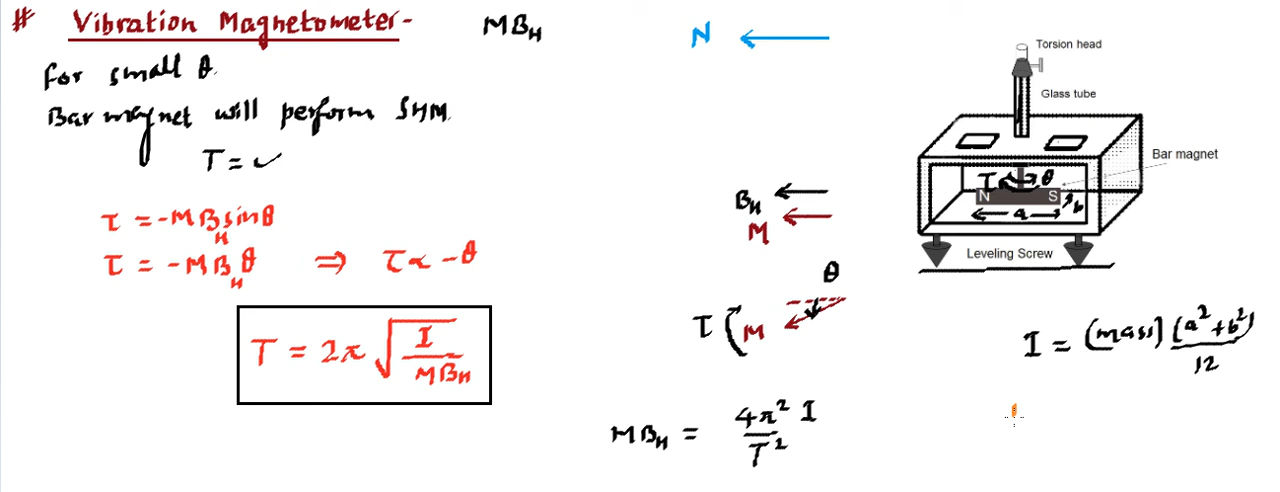 # Vibration Magnetometer-
MB_H
For small θ.
Bar magnet will perform SHM.
T = ✓
τ = -MB_H sinθ
τ = -MB_H θ ⇒ τ ∝ -θ
T = 2π √(I / MB_H)
N ←
B_H ←
M ←
θ
τ ( M
MB_H = 4π² I / T²
Torsion head
Glass tube
Bar magnet
τ θ
N S
a b
Leveling Screw
I = (mass) (a² + b²) / 12